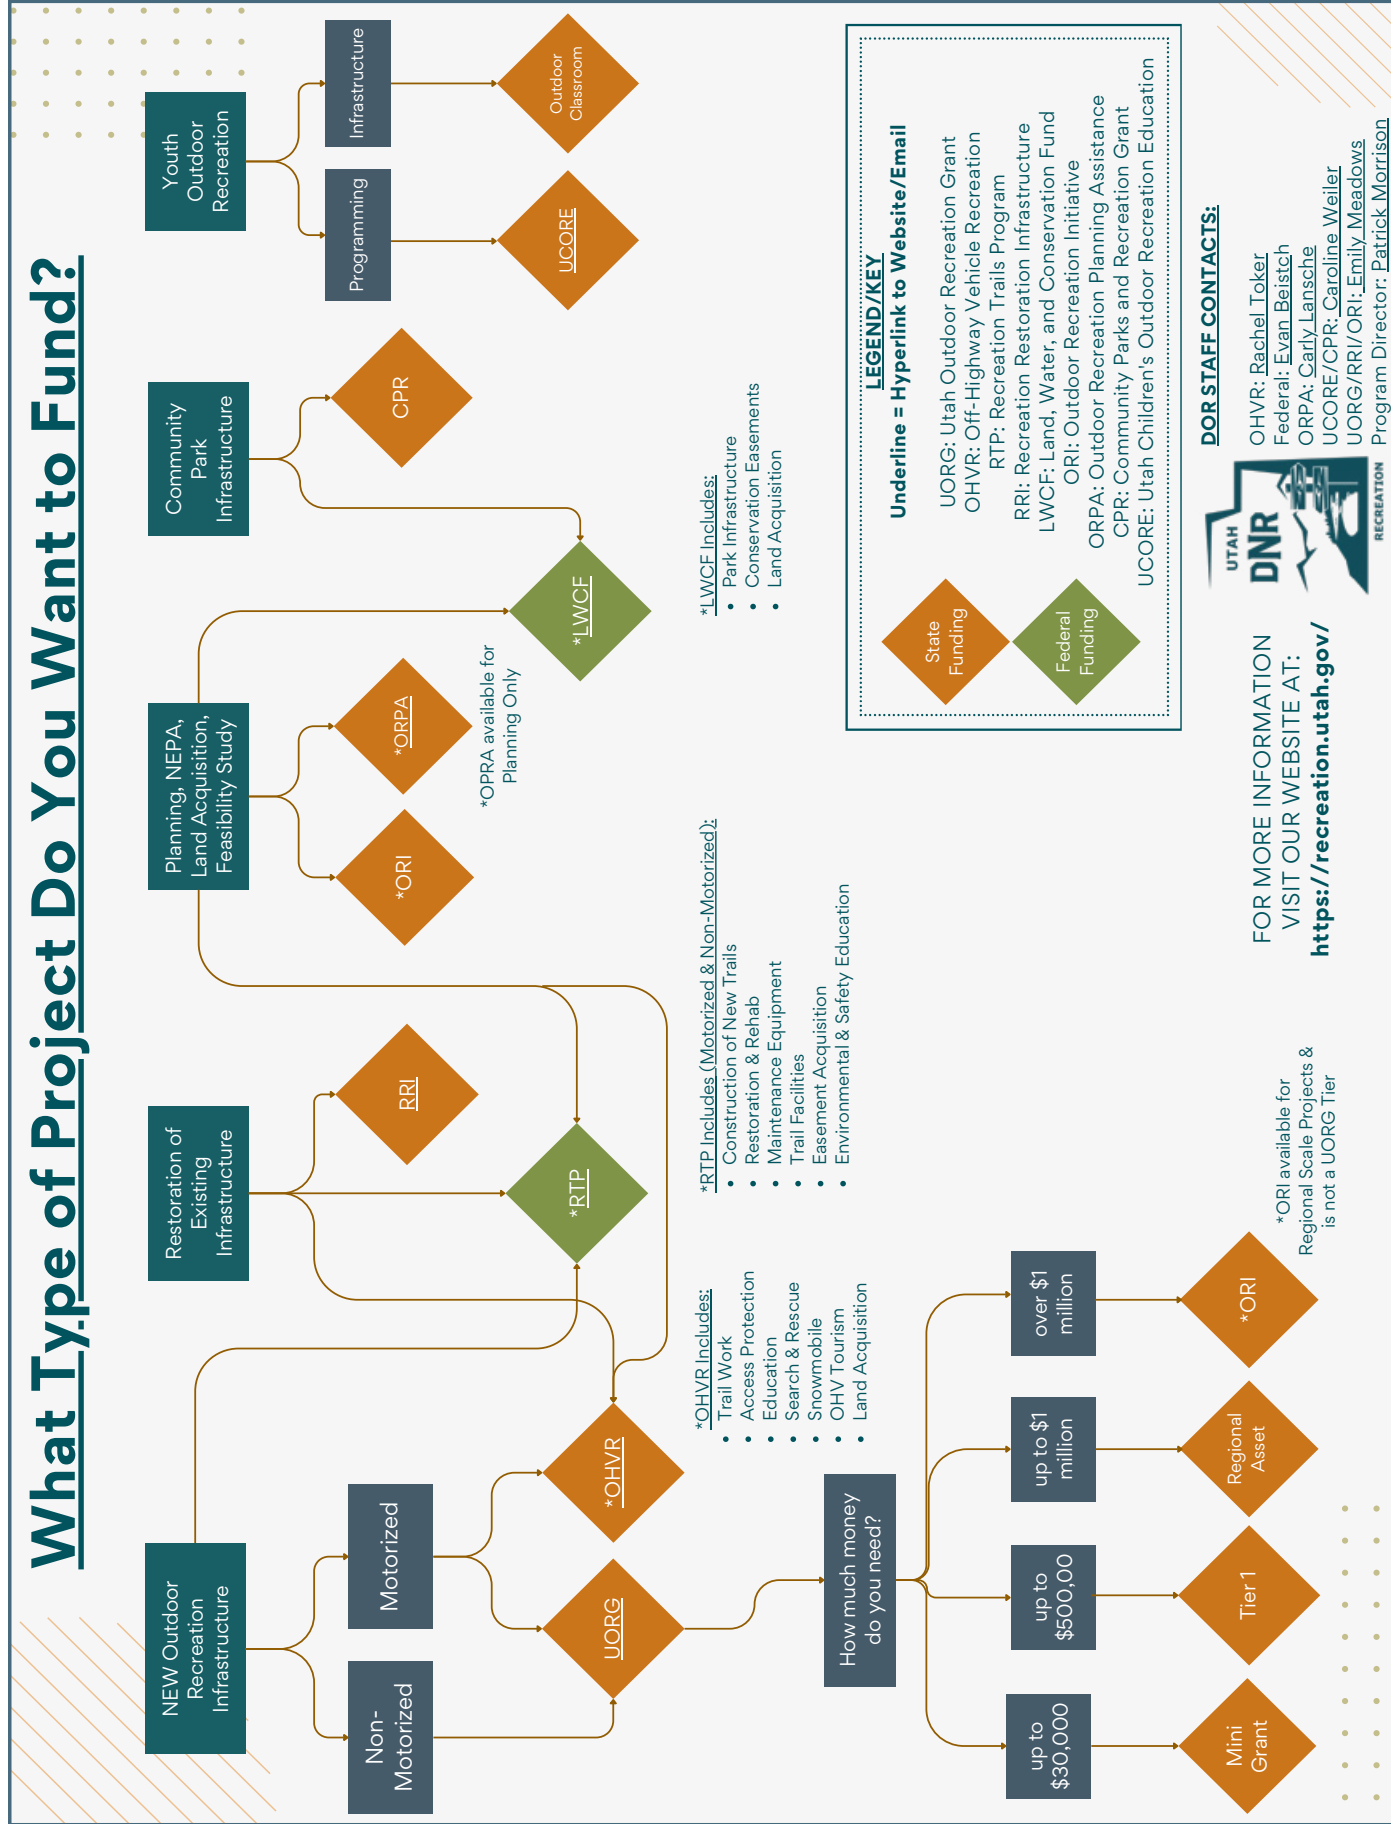 What Type of Project Do You Want to Fund?
NEW Outdoor
Recreation
Infrastructure
Restoration of
Existing
Infrastructure
Planning, NEPA,
Land Acquisition,
Feasibility Study
Community
Park
Infrastructure
Youth
Outdoor
Recreation
Non-
Motorized
Motorized
RRI
*ORI
*ORPA
CPR
Programming
Infrastructure
*OPRA available for
Planning Only
UORG
*OHVR
*RTP
*LWCF
UCORE
Outdoor
Classroom
*OHVR Includes:
• Trail Work
• Access Protection
• Education
• Search & Rescue
• Snowmobile
• OHV Tourism
• Land Acquisition
*RTP Includes (Motorized & Non-Motorized):
• Construction of New Trails
• Restoration & Rehab
• Maintenance Equipment
• Trail Facilities
• Easement Acquisition
• Environmental & Safety Education
*LWCF Includes:
• Park Infrastructure
• Conservation Easements
• Land Acquisition
How much money
do you need?
up to
$30,000
up to
$500,00
up to $1
million
over $1
million
Mini
Grant
Tier 1
Regional
Asset
*ORI
*ORI available for
Regional Scale Projects &
is not a UORG Tier
LEGEND/KEY
Underline = Hyperlink to Website/Email
State
Funding
Federal
Funding
UORG: Utah Outdoor Recreation Grant
OHVR: Off-Highway Vehicle Recreation
RTP: Recreation Trails Program
RRI: Recreation Restoration Infrastructure
LWCF: Land, Water, and Conservation Fund
ORI: Outdoor Recreation Initiative
ORPA: Outdoor Recreation Planning Assistance
CPR: Community Parks and Recreation Grant
UCORE: Utah Children's Outdoor Recreation Education
FOR MORE INFORMATION
VISIT OUR WEBSITE AT:
https://recreation.utah.gov/
UTAH
DNR
RECREATION
DOR STAFF CONTACTS:
OHVR: Rachel Toker
Federal: Evan Beistch
ORPA: Carly Lansche
UCORE/CPR: Caroline Weiler
UORG/RRI/ORI: Emily Meadows
Program Director: Patrick Morrison